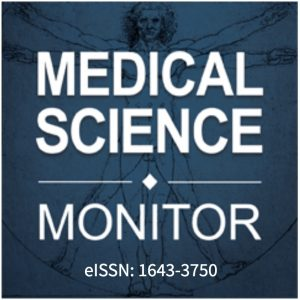 MEDICAL
SCIENCE
MONITOR
eISSN: 1643-3750